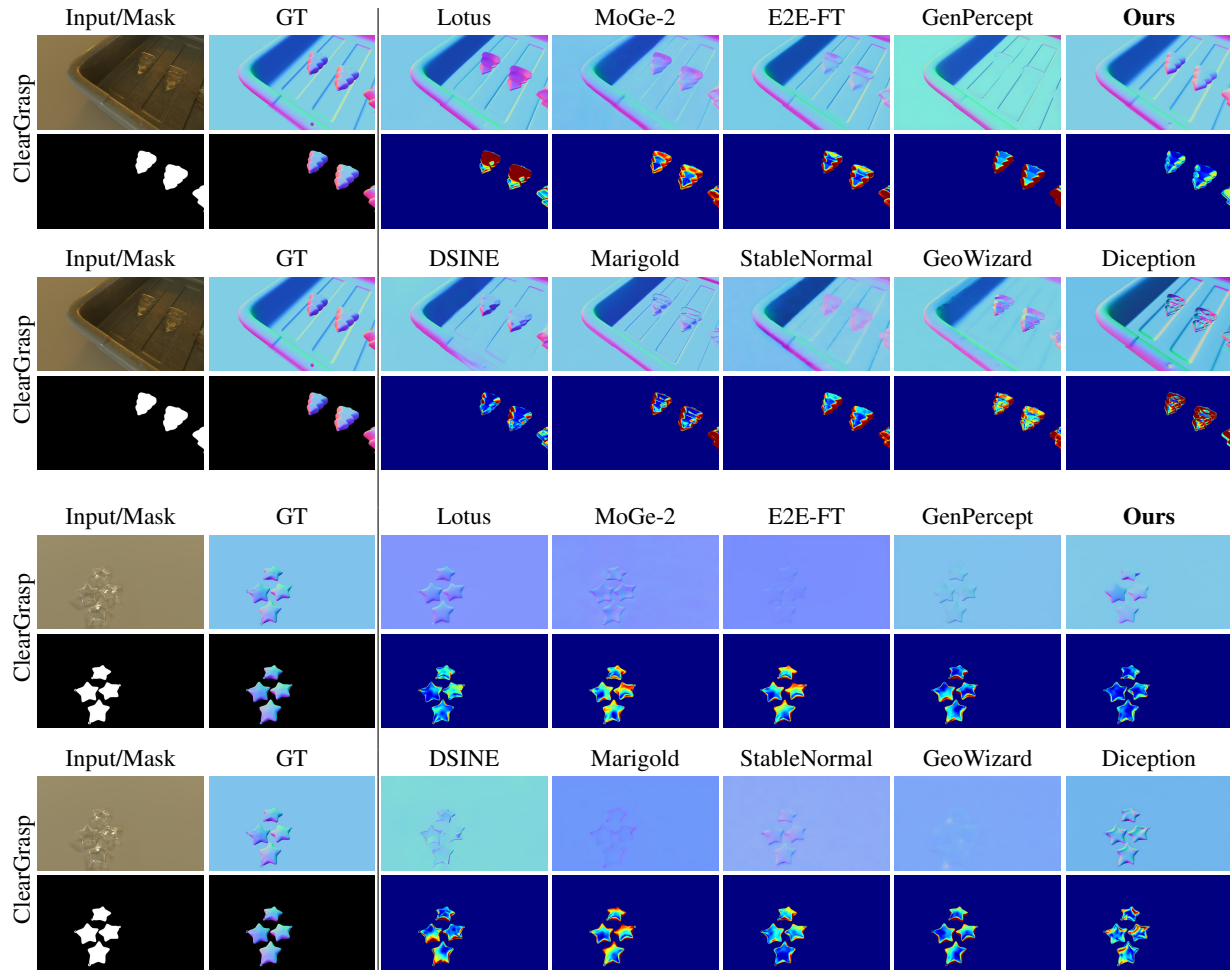 Input/Mask GT Lotus MoGe-2 E2E-FT GenPercept Ours
ClearGrasp
Input/Mask GT DSINE Marigold StableNormal GeoWizard Diception
ClearGrasp
Input/Mask GT Lotus MoGe-2 E2E-FT GenPercept Ours
ClearGrasp
Input/Mask GT DSINE Marigold StableNormal GeoWizard Diception
ClearGrasp